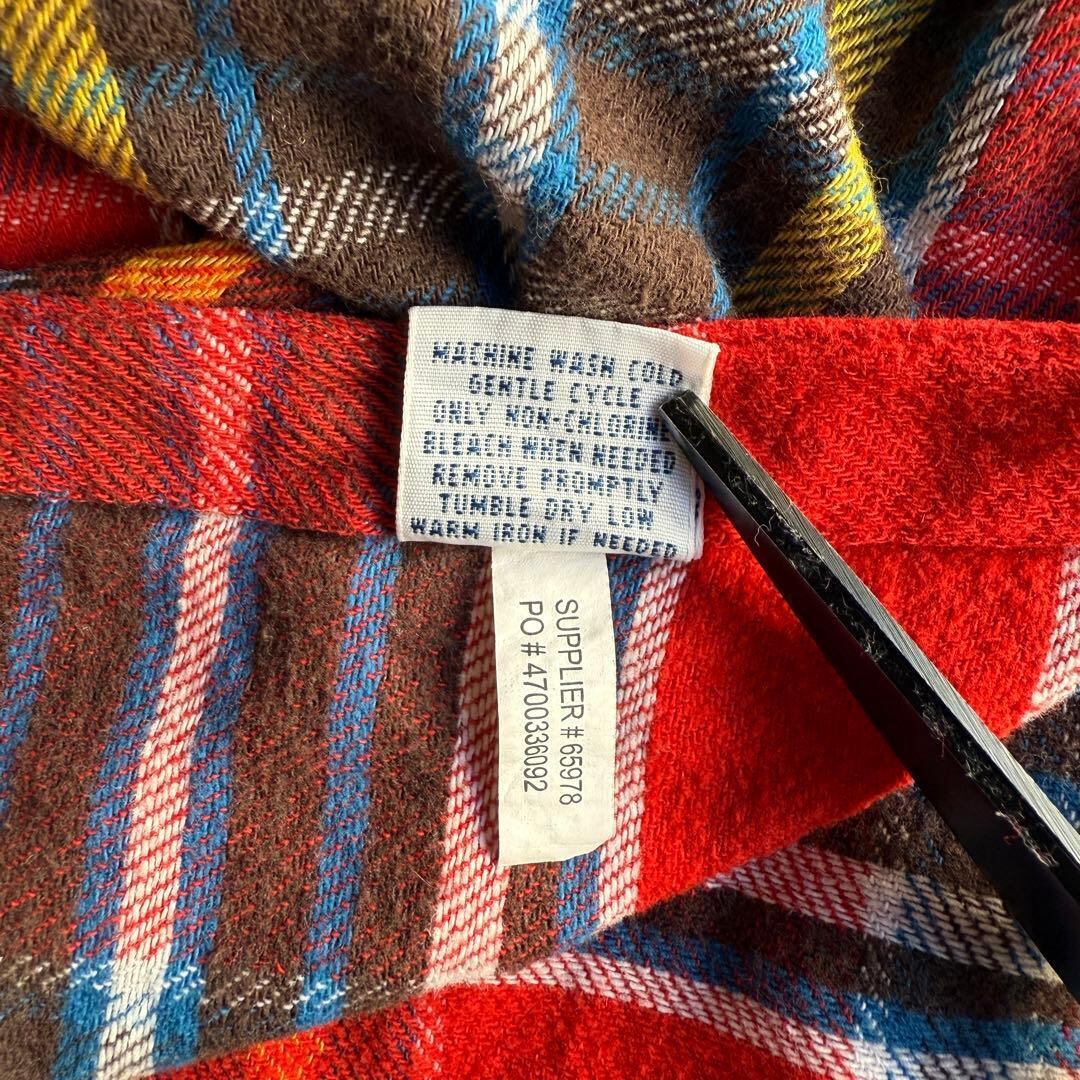 MACHINE WASH COLD
GENTLE CYCLE
ONLY NON-CHLORINE
BLEACH WHEN NEEDED
REMOVE PROMPTLY
TUMBLE DRY LOW
WARM IRON IF NEEDED
SUPPLIER # 65978
PO # 4700336092